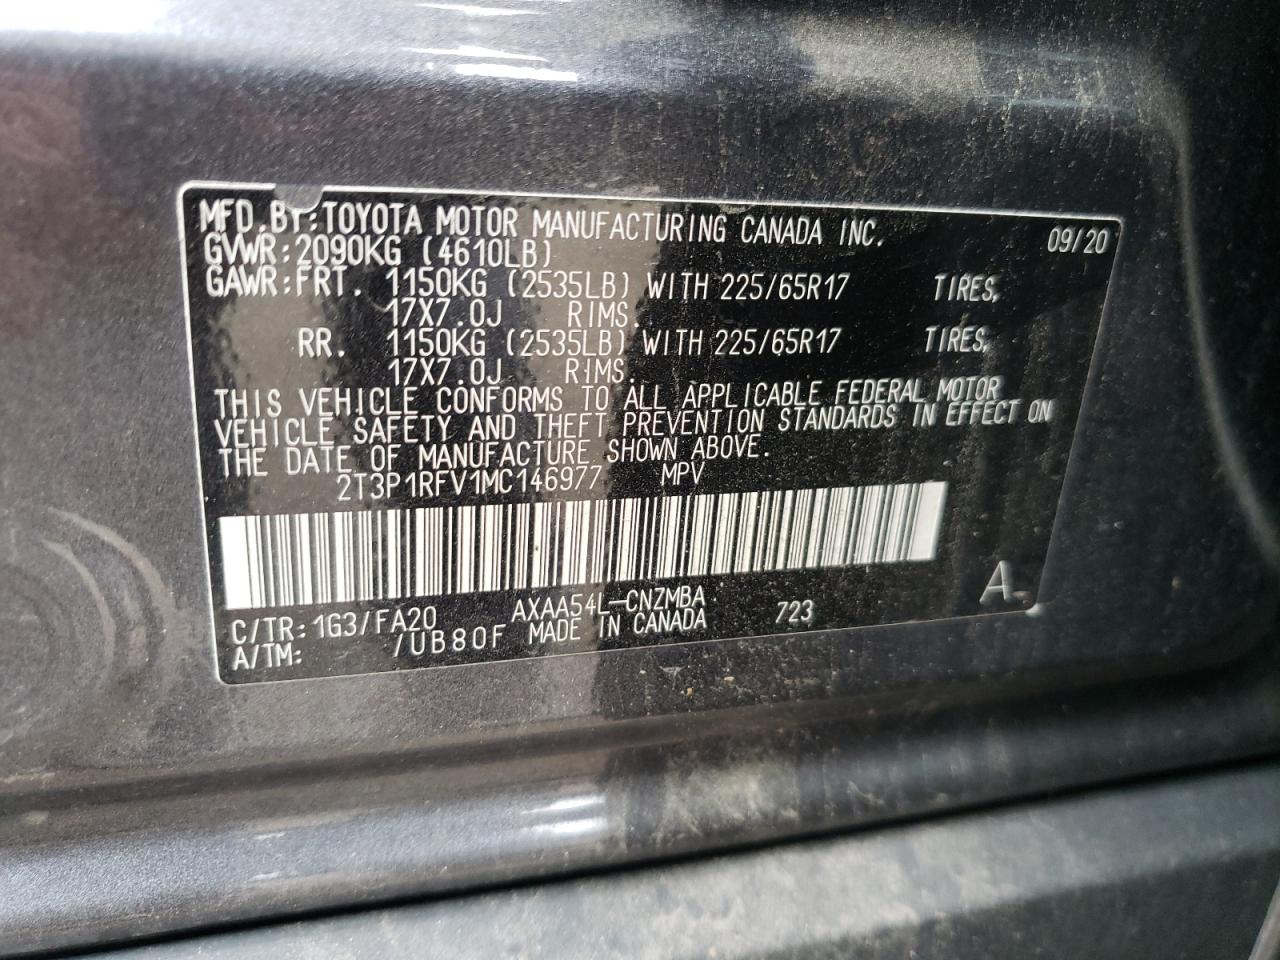 MFD.BY:TOYOTA MOTOR MANUFACTURING CANADA INC. 09/20
GVWR:2090KG (4610LB)
GAWR:FRT. 1150KG (2535LB) WITH 225/65R17 TIRES,
17X7.0J RIMS.
RR. 1150KG (2535LB) WITH 225/65R17 TIRES,
17X7.0J RIMS.
THIS VEHICLE CONFORMS TO ALL APPLICABLE FEDERAL MOTOR
VEHICLE SAFETY AND THEFT PREVENTION STANDARDS IN EFFECT ON
THE DATE OF MANUFACTURE SHOWN ABOVE.
2T3P1RFV1MC146977 MPV
A
C/TR:1G3/FA20 AXAA54L-CNZMBA 723
A/TM: /UB80F MADE IN CANADA